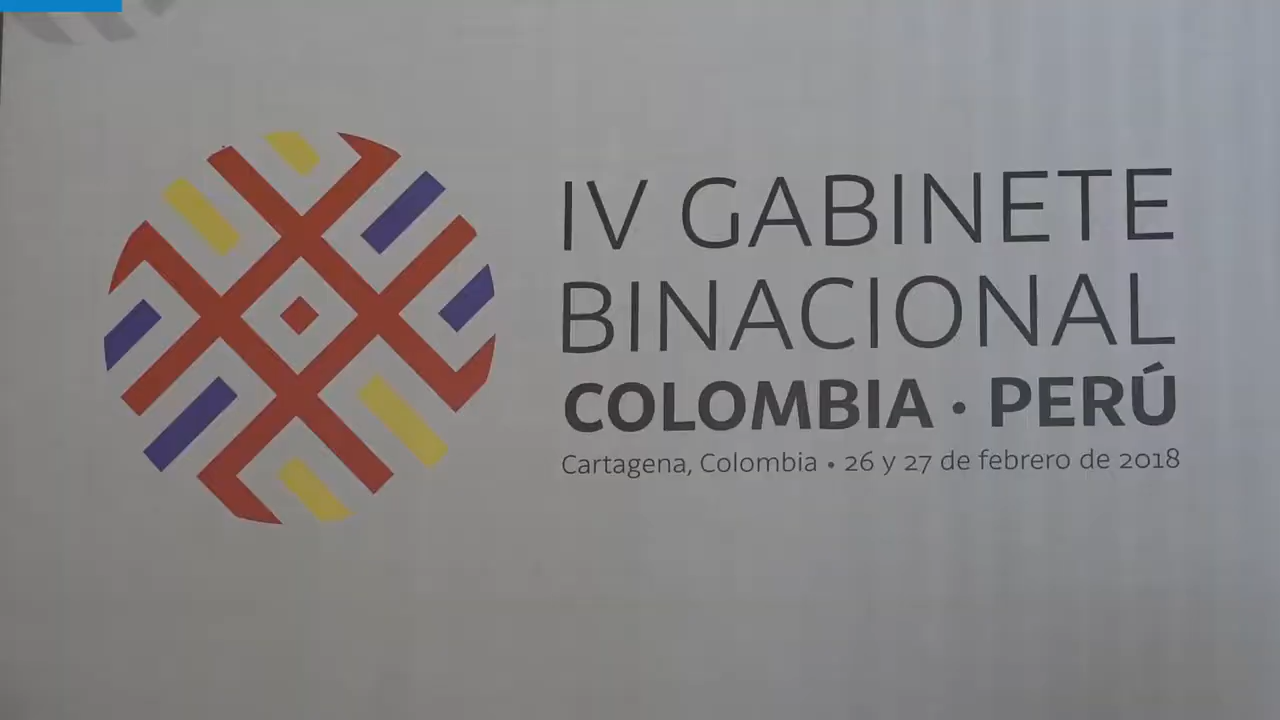 IV GABINETE
BINACIONAL
COLOMBIA • PERÚ
Cartagena, Colombia • 26 y 27 de febrero de 2018